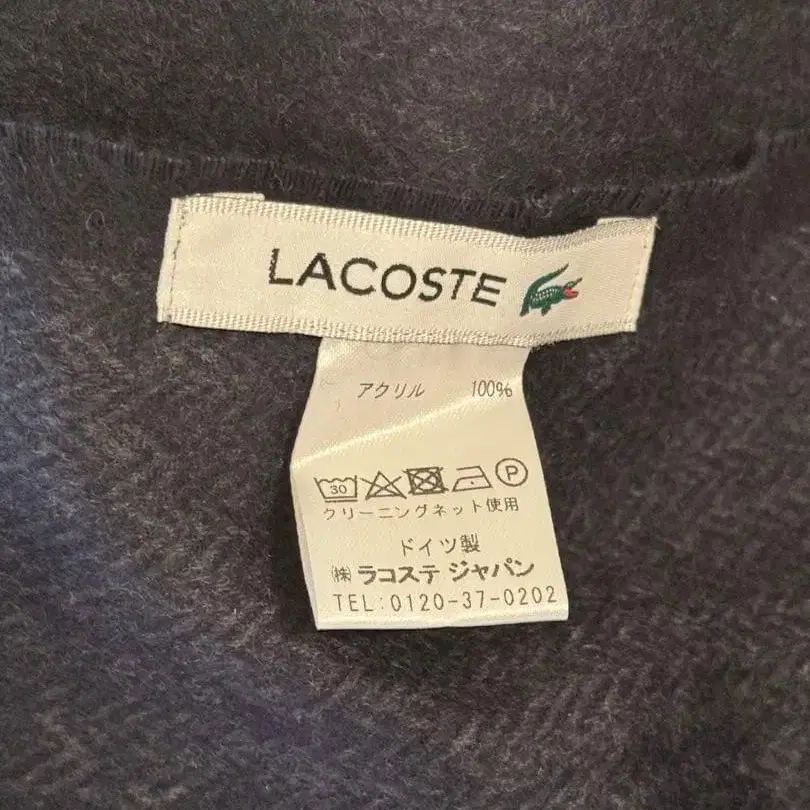 LACOSTE
アクリル 100%
30 P
クリーニングネット使用
ドイツ製
㈱ ラコステ ジャパン
TEL:0120-37-0202